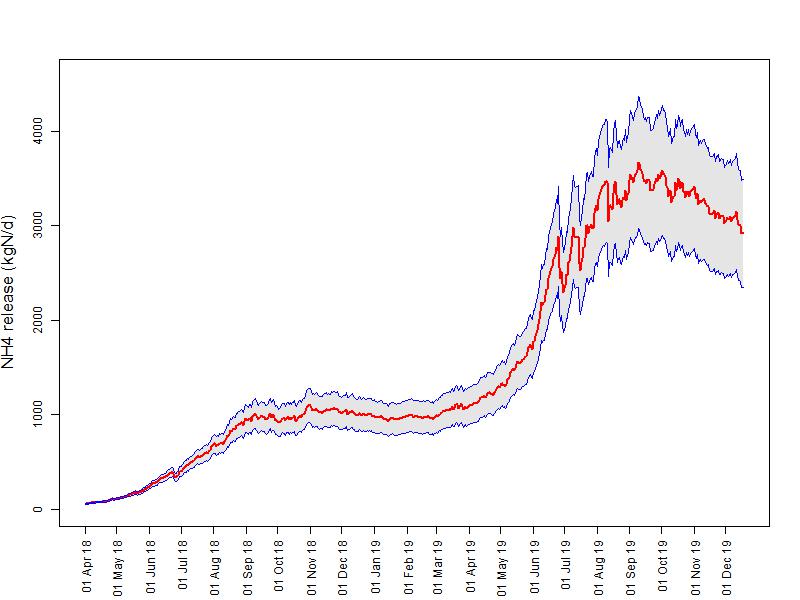 NH4 release (kgN/d)
4000
3000
2000
1000
0
01 Apr 18
01 May 18
01 Jun 18
01 Jul 18
01 Aug 18
01 Sep 18
01 Oct 18
01 Nov 18
01 Dec 18
01 Jan 19
01 Feb 19
01 Mar 19
01 Apr 19
01 May 19
01 Jun 19
01 Jul 19
01 Aug 19
01 Sep 19
01 Oct 19
01 Nov 19
01 Dec 19